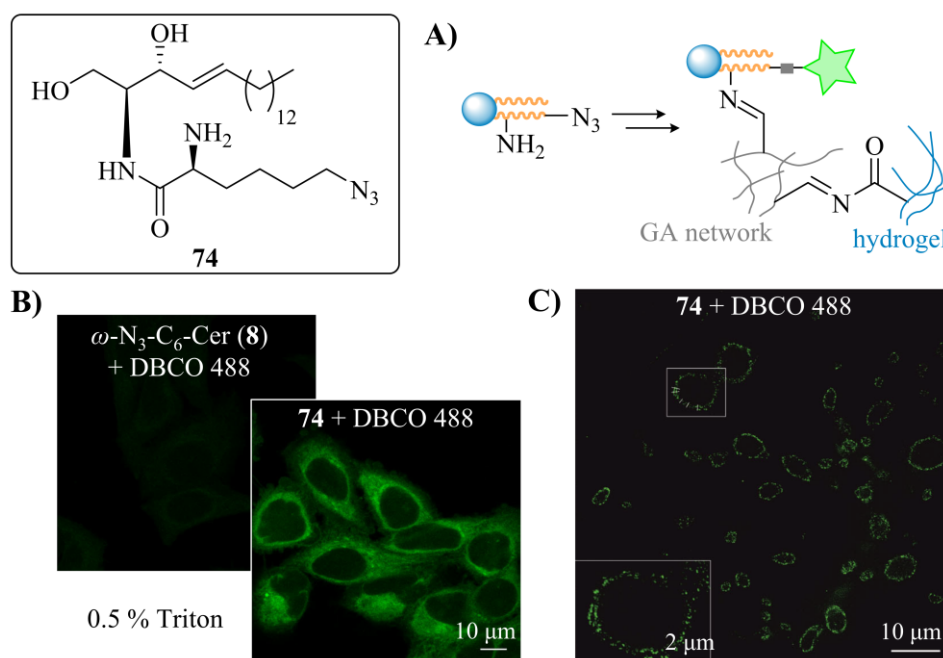 OH
HO
12
NH2
HN
O
N3
74
A)
N3
NH2
N
O
N
GA network
hydrogel
B)
ω-N3-C6-Cer (8)
+ DBCO 488
74 + DBCO 488
0.5 % Triton
10 μm
C)
74 + DBCO 488
2 μm
10 μm